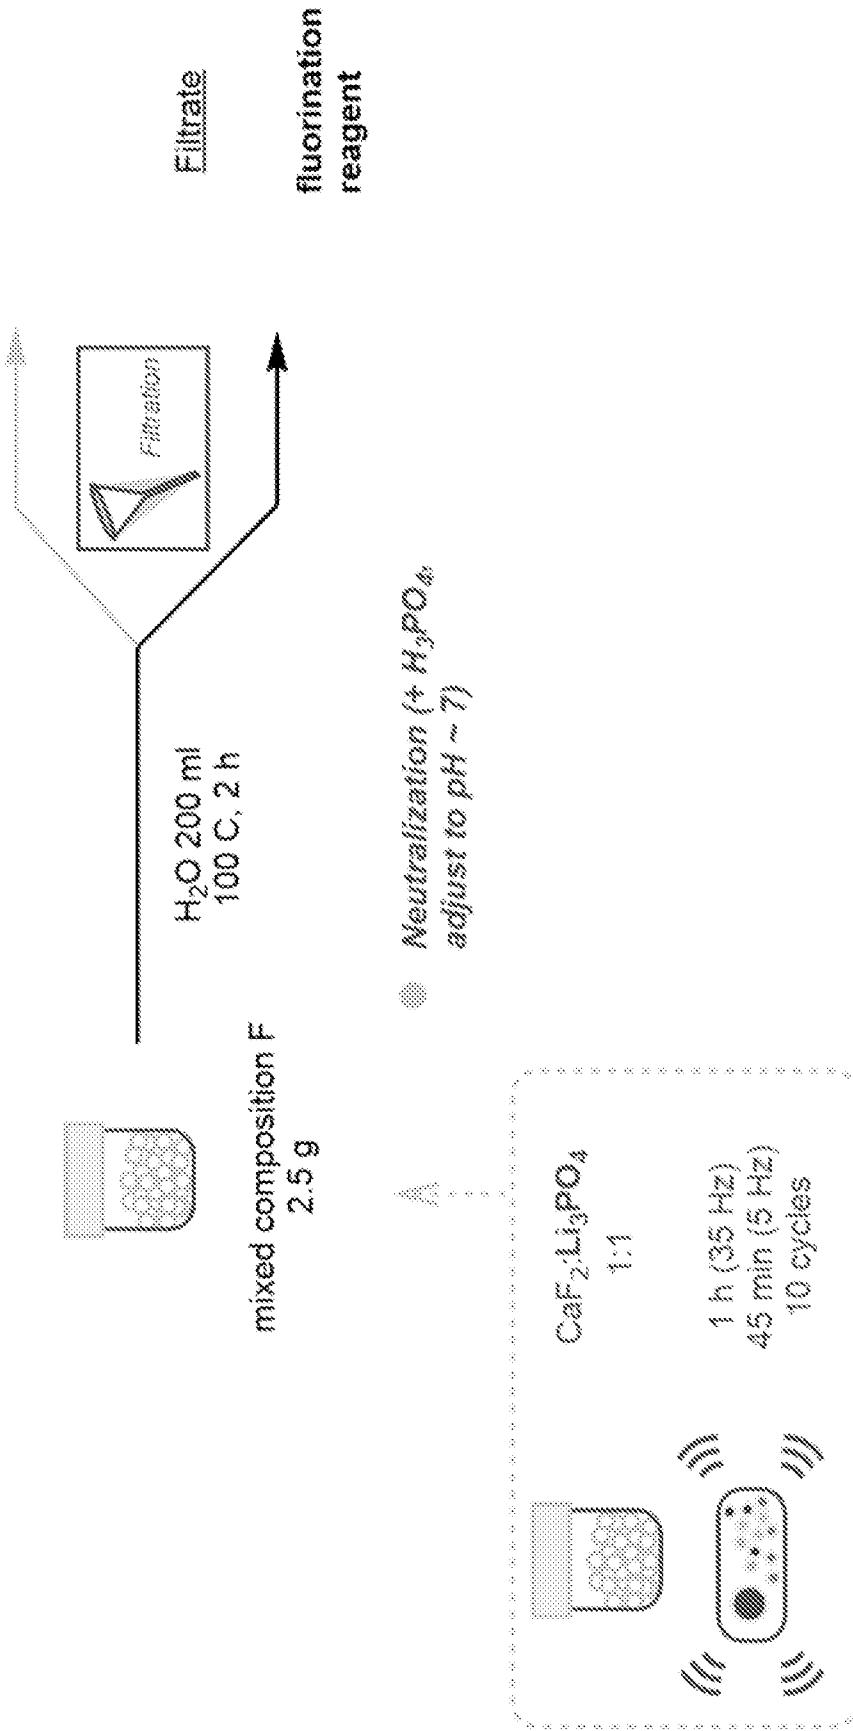 mixed composition F
2.5 g
H₂O 200 ml
100 C, 2 h
Filtration
Filtrate
fluorination
reagent
Neutralization (+ H₃PO₄,
adjust to pH ~ 7)
CaF₂:Li₃PO₄
1:1
1 h (35 Hz)
45 min (5 Hz)
10 cycles